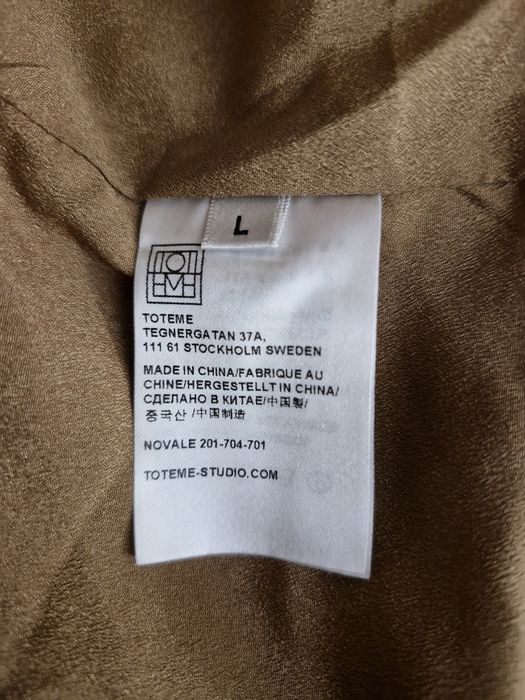 L
TOTEME
TEGNERGATAN 37A,
111 61 STOCKHOLM SWEDEN
MADE IN CHINA/FABRIQUE AU
CHINE/HERGESTELLT IN CHINA/
СДЕЛАНО В КИТАЕ/中国製/
중국산 /中国制造
NOVALE 201-704-701
TOTEME-STUDIO.COM